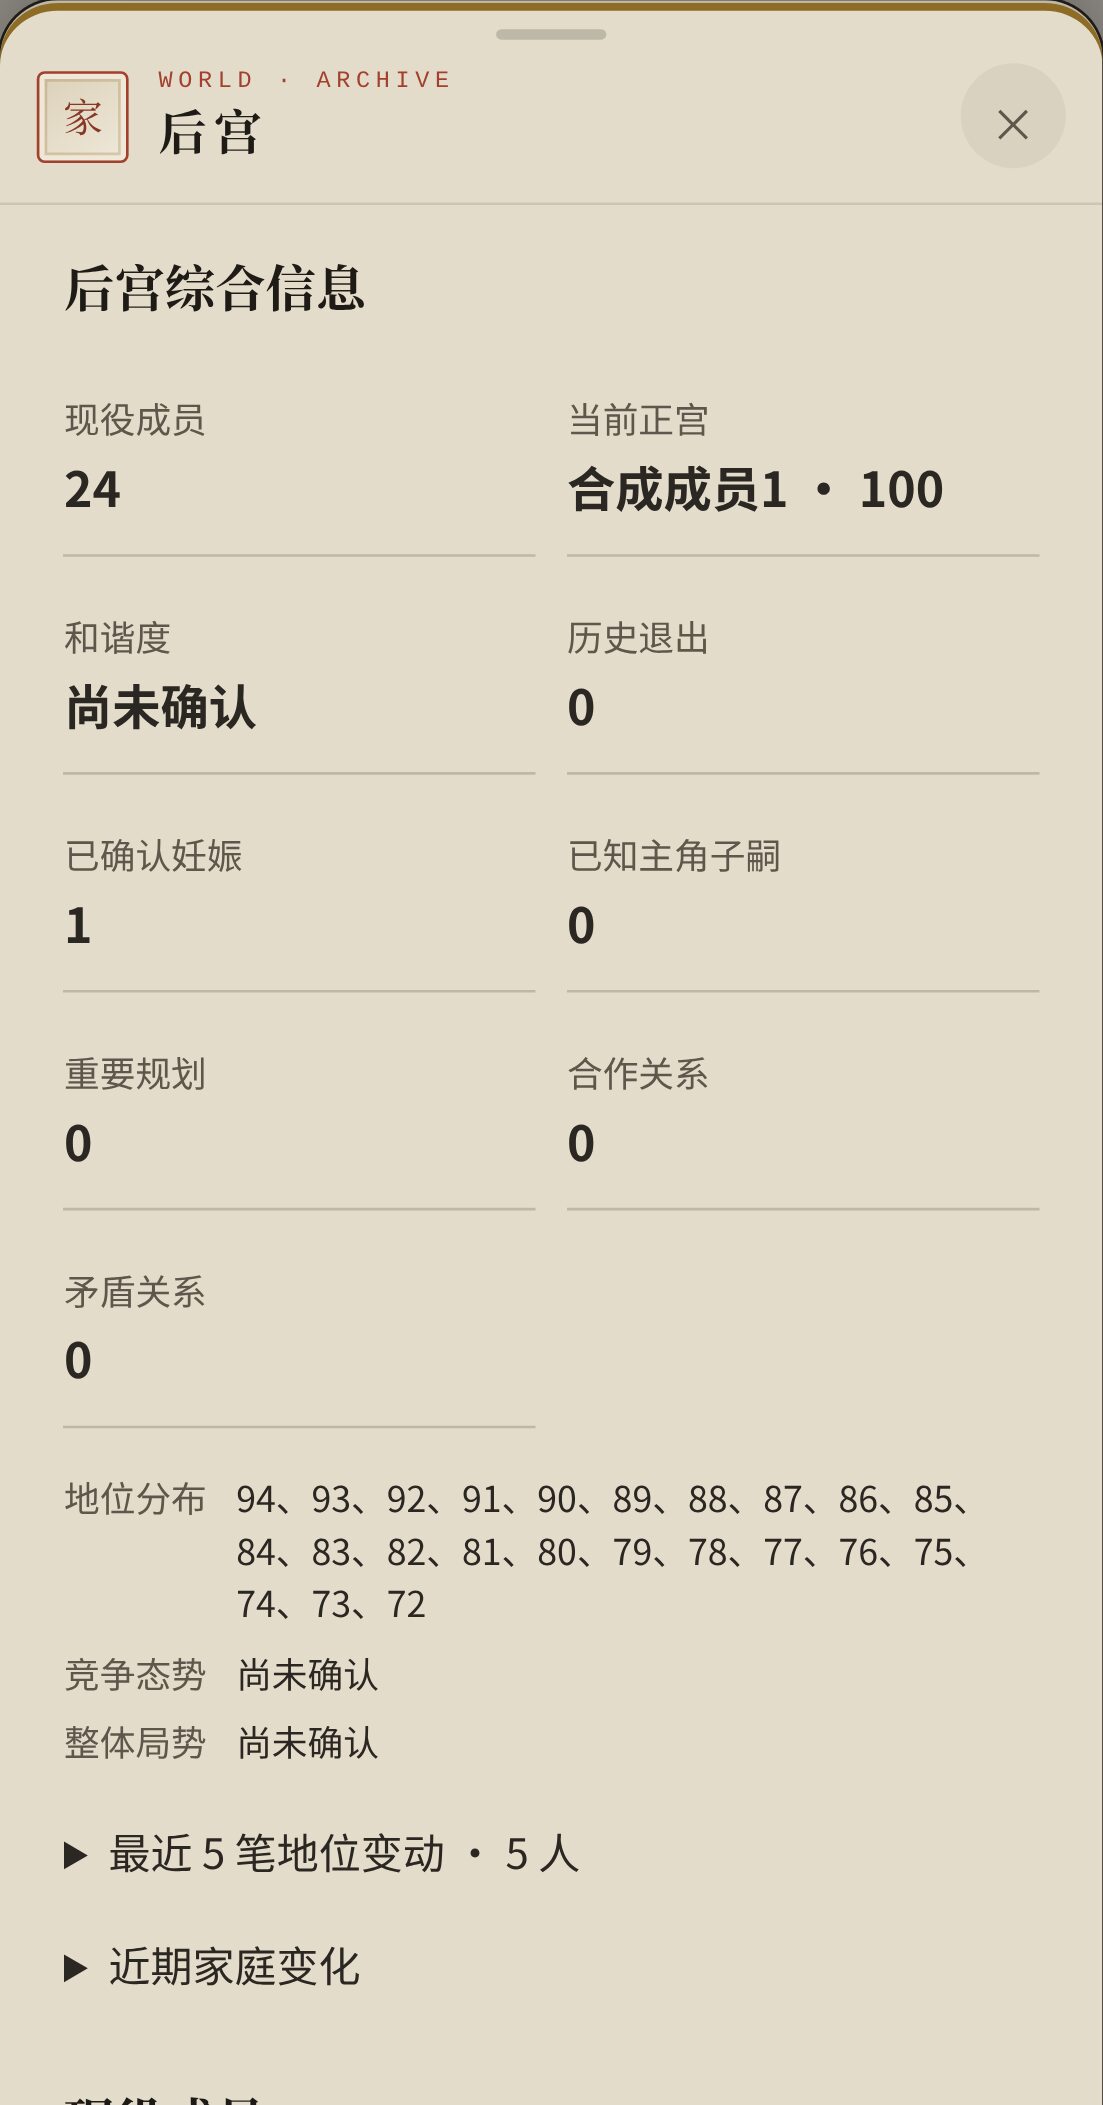 家
WORLD · ARCHIVE
后宫
×
后宫综合信息
现役成员
24
当前正宫
合成成员1 · 100
和谐度
尚未确认
历史退出
0
已确认妊娠
1
已知主角子嗣
0
重要规划
0
合作关系
0
矛盾关系
0
地位分布 94、93、92、91、90、89、88、87、86、85、
84、83、82、81、80、79、78、77、76、75、
74、73、72
竞争态势 尚未确认
整体局势 尚未确认
▶ 最近 5 笔地位变动 · 5 人
▶ 近期家庭变化